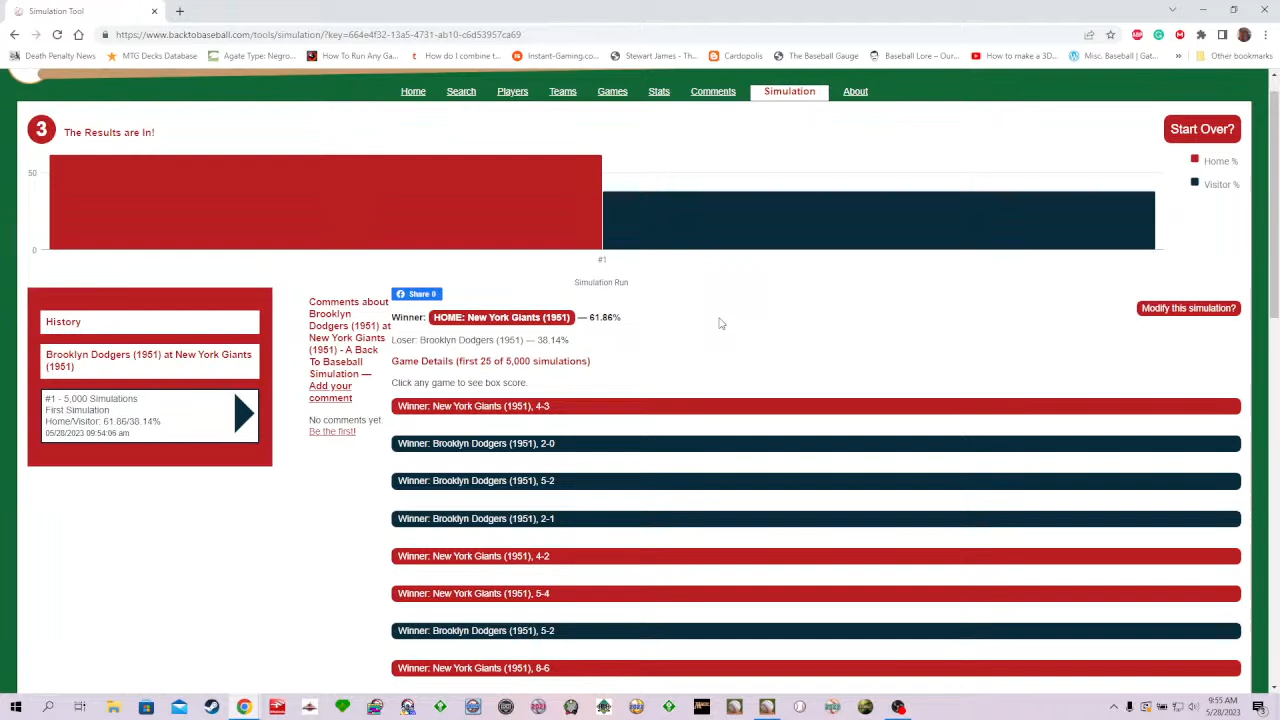 Simulation Tool
https://www.backtobaseball.com/tools/simulation/?key=664e4f32-13a5-4731-ab10-c6d53957ca69
Death Penalty News
MTG Decks Database
Agate Type: Negro...
How To Run Any Ga...
How do I combine t...
Instant-Gaming.co...
Stewart James - Th...
Cardopolis
The Baseball Gauge
Baseball Lore – Our...
How to make a 3D...
Misc. Baseball | Gat...
»
Other bookmarks
Home Search Players Teams Games Stats Comments Simulation About
3 The Results are In!
Start Over?
Home %
Visitor %
50
0
#1
Simulation Run
History
Brooklyn Dodgers (1951) at New York Giants
(1951)
#1 - 5,000 Simulations
First Simulation
Home/Visitor: 61.86/38.14%
05/28/2023 09:54:06 am
Comments about
Brooklyn
Dodgers (1951) at
New York Giants
(1951) - A Back
To Baseball
Simulation —
Add your
comment
No comments yet.
Be the first!
Share 0
Winner: HOME: New York Giants (1951) — 61.86%
Modify this simulation?
Loser: Brooklyn Dodgers (1951) — 38.14%
Game Details (first 25 of 5,000 simulations)
Click any game to see box score.
Winner: New York Giants (1951), 4-3
Winner: Brooklyn Dodgers (1951), 2-0
Winner: Brooklyn Dodgers (1951), 5-2
Winner: Brooklyn Dodgers (1951), 2-1
Winner: New York Giants (1951), 4-2
Winner: New York Giants (1951), 5-4
Winner: Brooklyn Dodgers (1951), 5-2
Winner: New York Giants (1951), 8-6
9:55 AM
5/28/2023